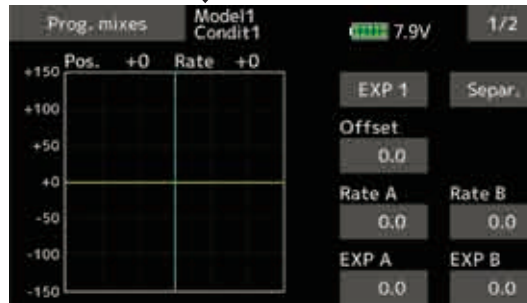 Prog. mixes Model1 Condit1 7.9V 1/2
Pos. +0 Rate +0
+150
+100
+50
+0
-50
-100
-150
EXP 1 Separ.
Offset
0.0
Rate A Rate B
0.0 0.0
EXP A EXP B
0.0 0.0